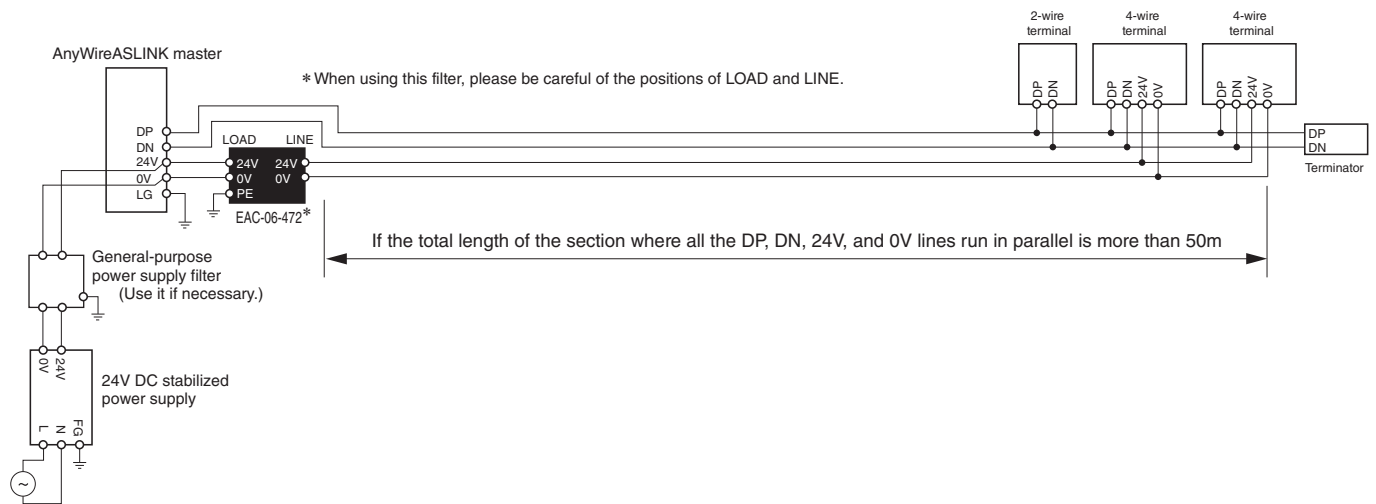 2-wire
terminal
4-wire
terminal
4-wire
terminal
AnyWireASLINK master
* When using this filter, please be careful of the positions of LOAD and LINE.
DP
DN
DP
DN
24V
0V
DP
DN
24V
0V
DP
DN
24V
0V
LG
LOAD
LINE
24V
24V
0V
0V
PE
EAC-06-472*
DP
DN
Terminator
If the total length of the section where all the DP, DN, 24V, and 0V lines run in parallel is more than 50m
General-purpose
power supply filter
(Use it if necessary.)
0V
24V
24V DC stabilized
power supply
L
N
FG
~